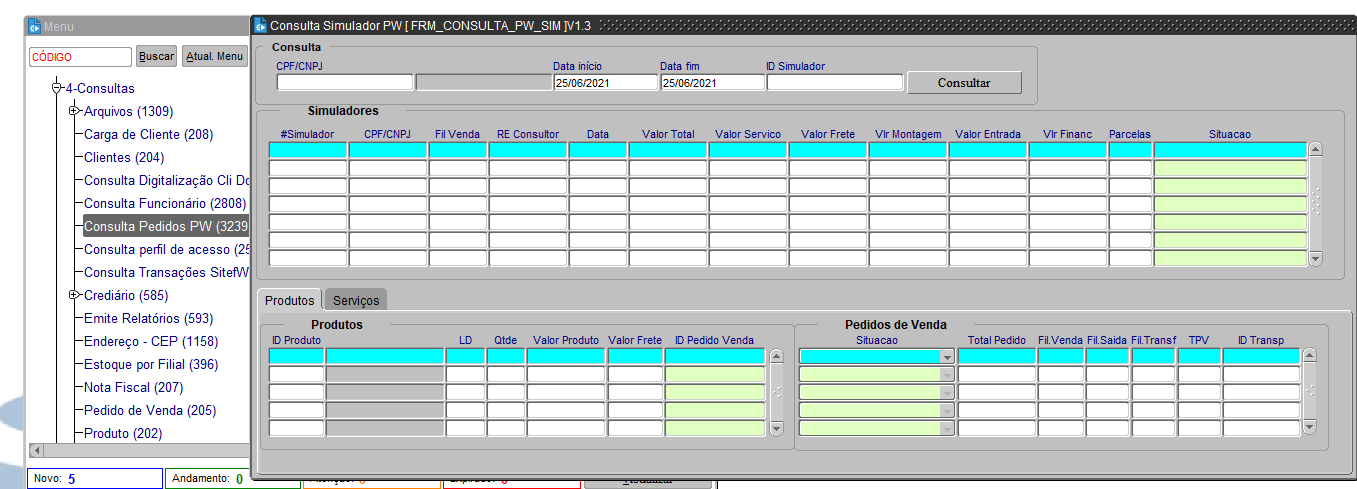 Menu
CÓDIGO
Buscar
Atual. Menu
4-Consultas
Arquivos (1309)
Carga de Cliente (208)
Clientes (204)
Consulta Digitalização Cli Do
Consulta Funcionário (2808)
Consulta Pedidos PW (3239
Consulta perfil de acesso (25
Consulta Transações SitefW
Crediário (585)
Emite Relatórios (593)
Endereço - CEP (1158)
Estoque por Filial (396)
Nota Fiscal (207)
Pedido de Venda (205)
Produto (202)
Novo: 5
Andamento: 0
Consulta Simulador PW [ FRM_CONSULTA_PW_SIM ]V1.3
Consulta
CPF/CNPJ Data início Data fim ID Simulador
25/06/2021 25/06/2021 Consultar
Simuladores
#Simulador CPF/CNPJ Fil Venda RE Consultor Data Valor Total Valor Servico Valor Frete Vlr Montagem Valor Entrada Vlr Financ Parcelas Situacao
Produtos Serviços
Produtos
ID Produto LD Qtde Valor Produto Valor Frete ID Pedido Venda
Pedidos de Venda
Situacao Total Pedido Fil.Venda Fil.Saida Fil.Transf TPV ID Transp